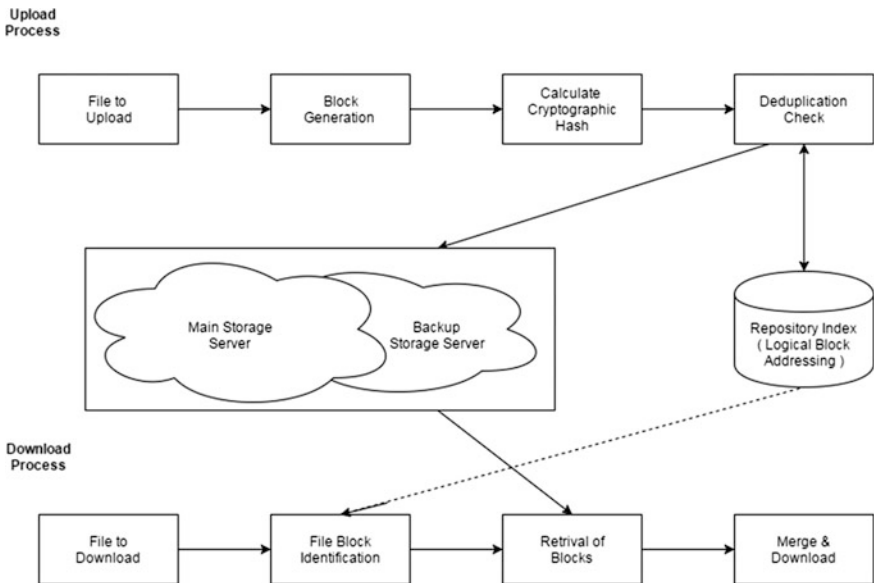 Upload
Process
File to
Upload
Block
Generation
Calculate
Cryptographic
Hash
Deduplication
Check
Main Storage
Server
Backup
Storage Server
Repository Index
( Logical Block
Addressing )
Download
Process
File to
Download
File Block
Identification
Retrival of
Blocks
Merge &
Download